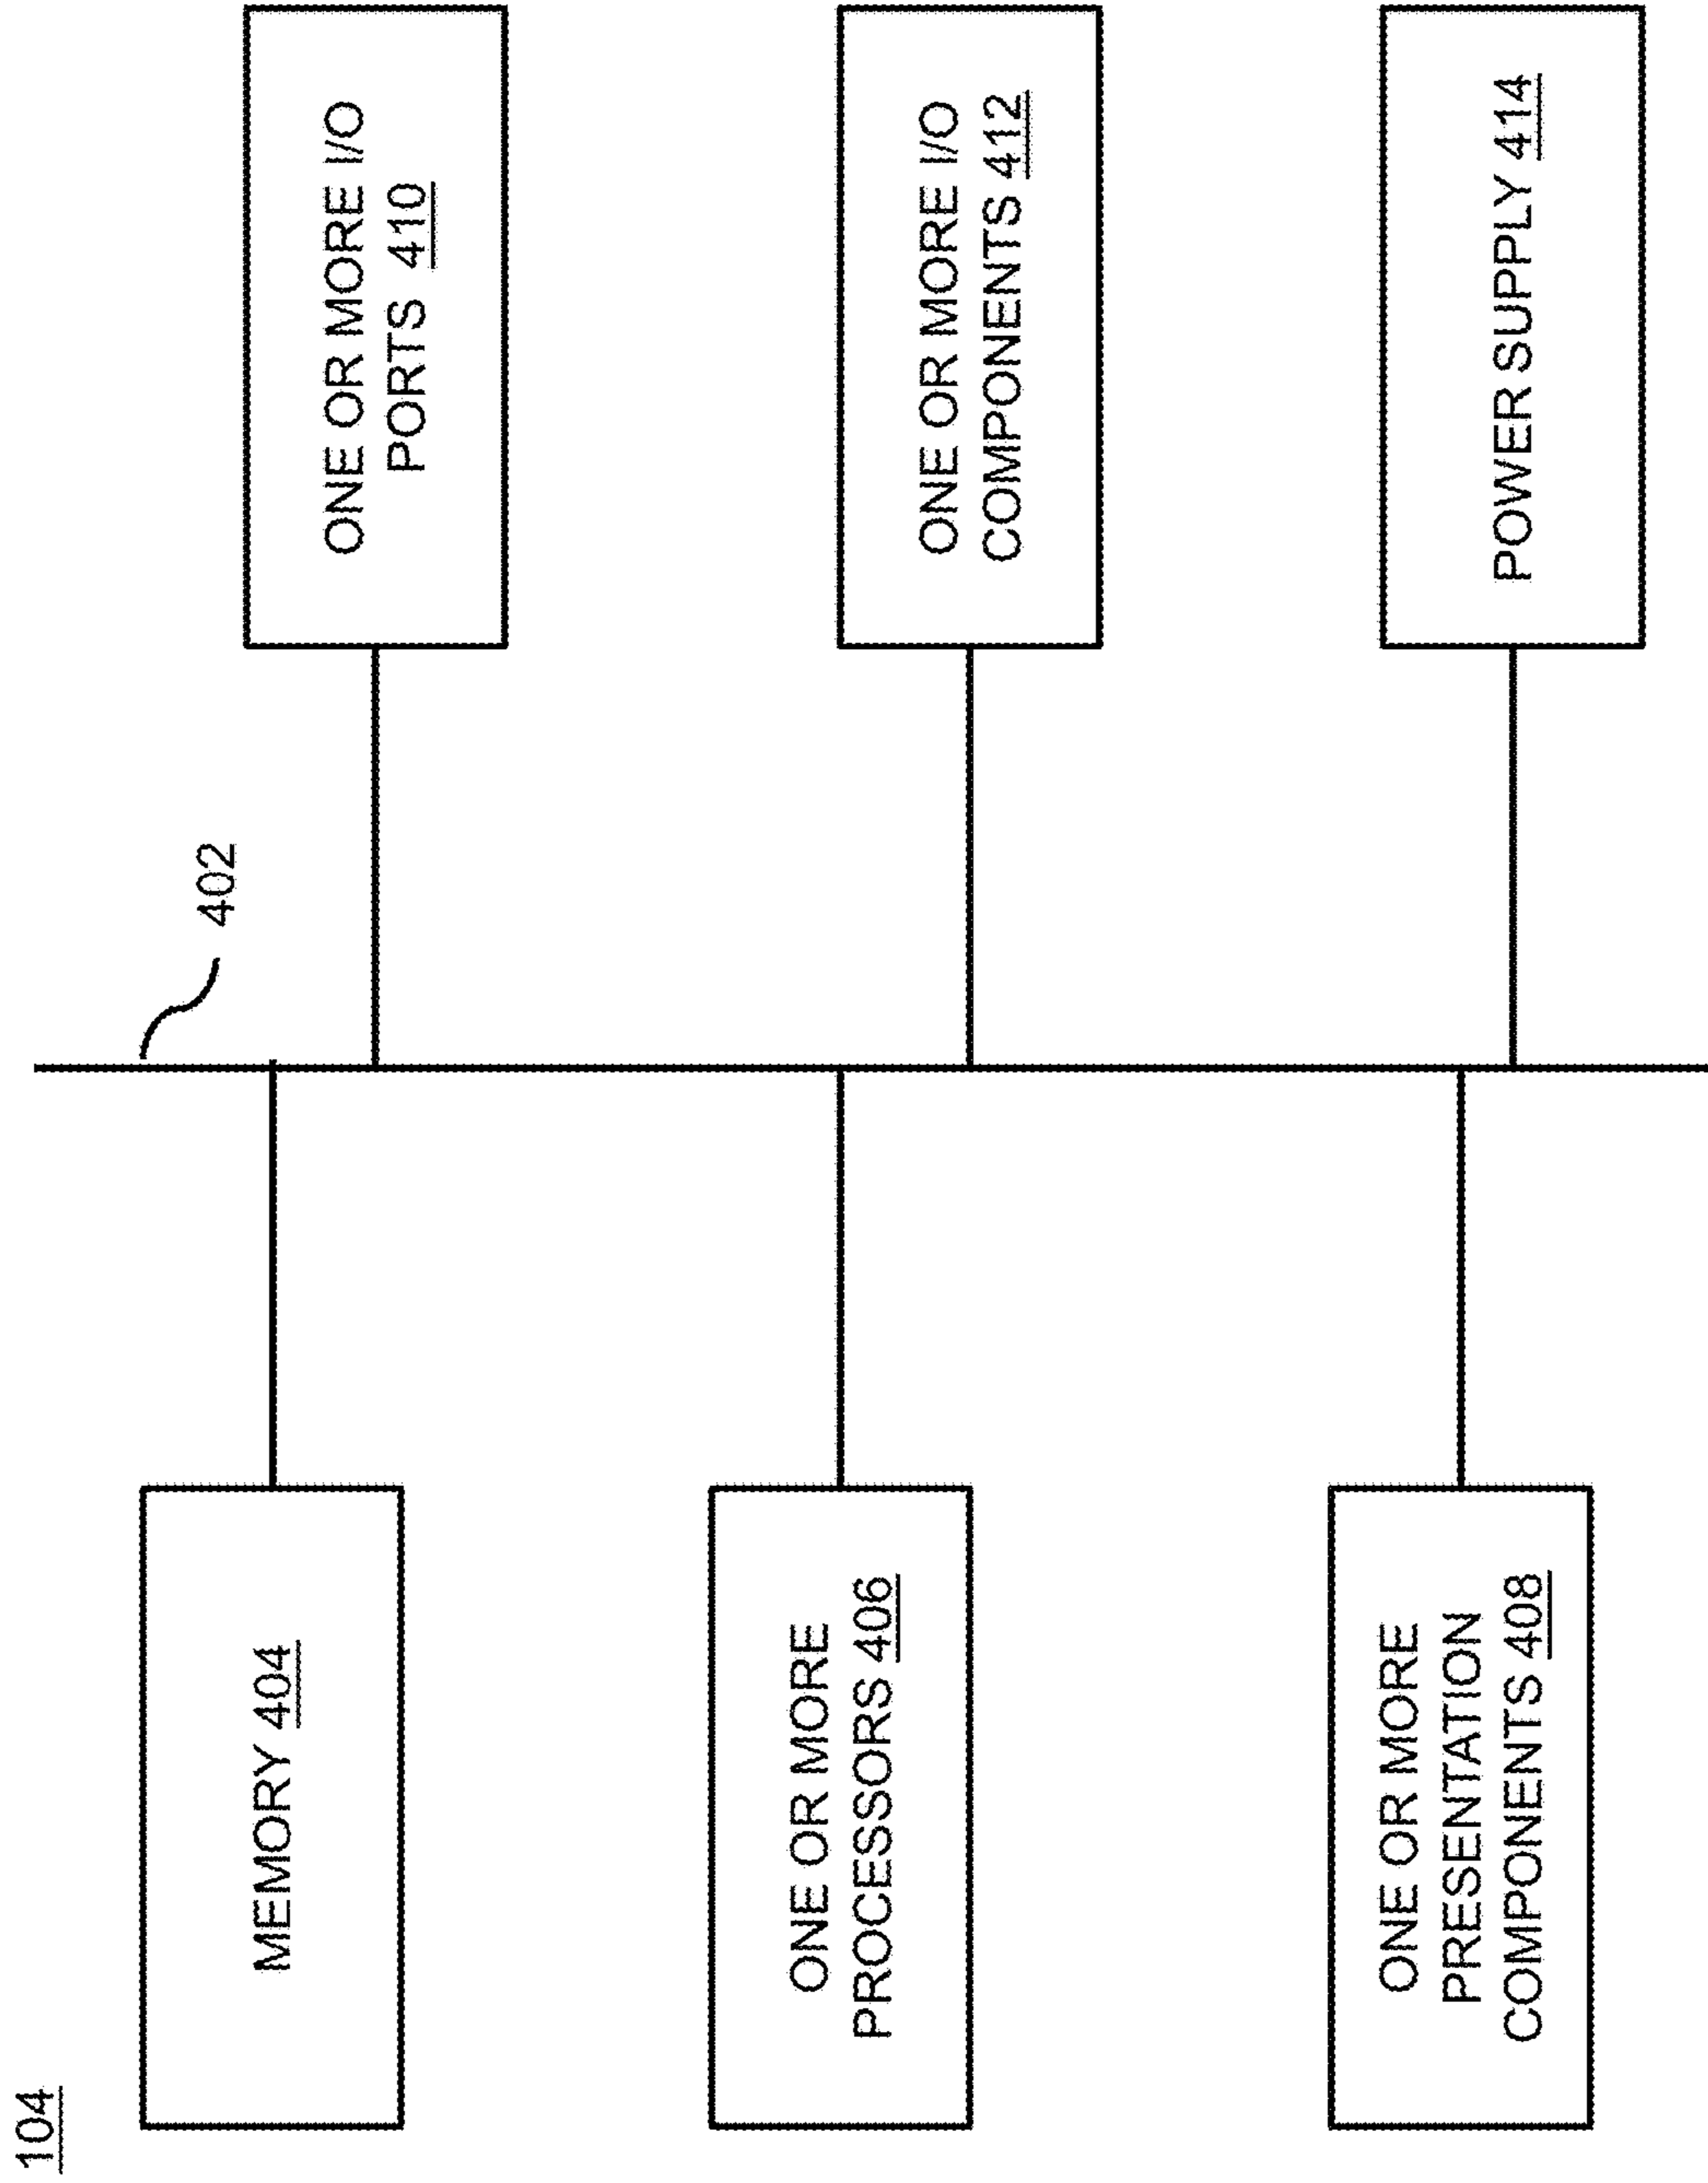 104
402
MEMORY 404
ONE OR MORE
PROCESSORS 406
ONE OR MORE
PRESENTATION
COMPONENTS 408
ONE OR MORE I/O
PORTS 410
ONE OR MORE I/O
COMPONENTS 412
POWER SUPPLY 414